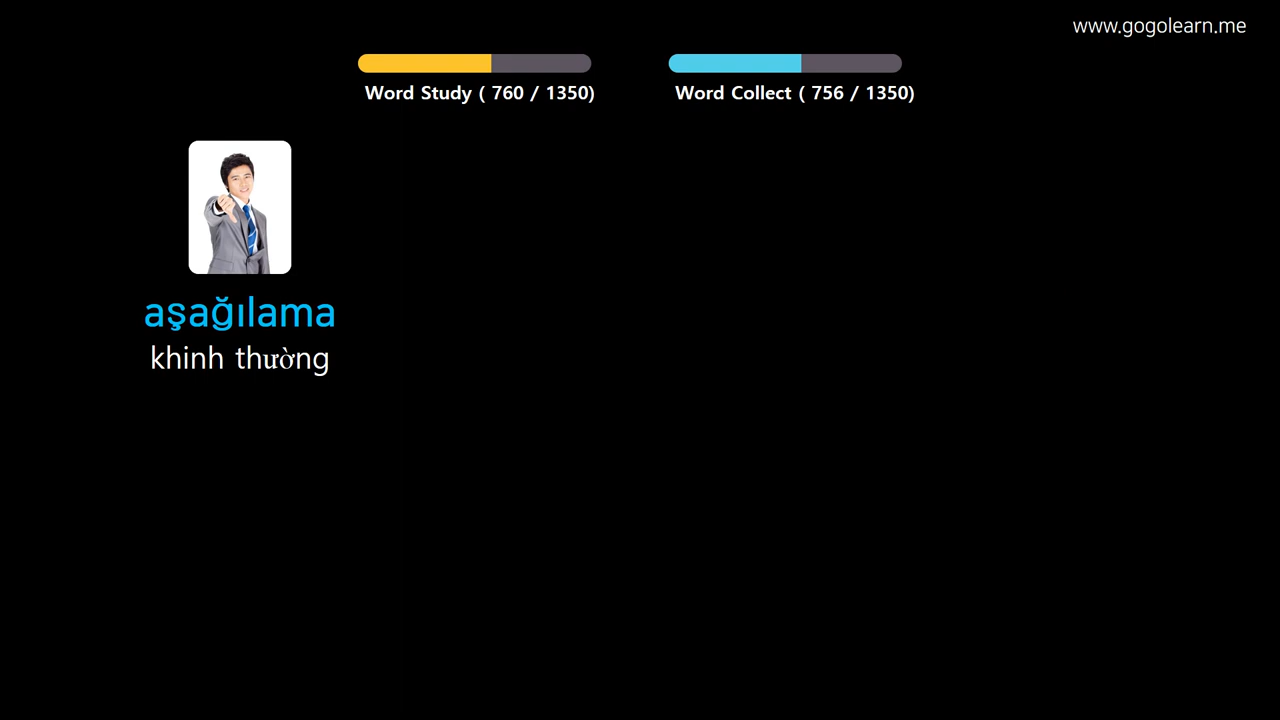 www.gogolearn.me
Word Study ( 760 / 1350)
Word Collect ( 756 / 1350)
aşağılama
khinh thường